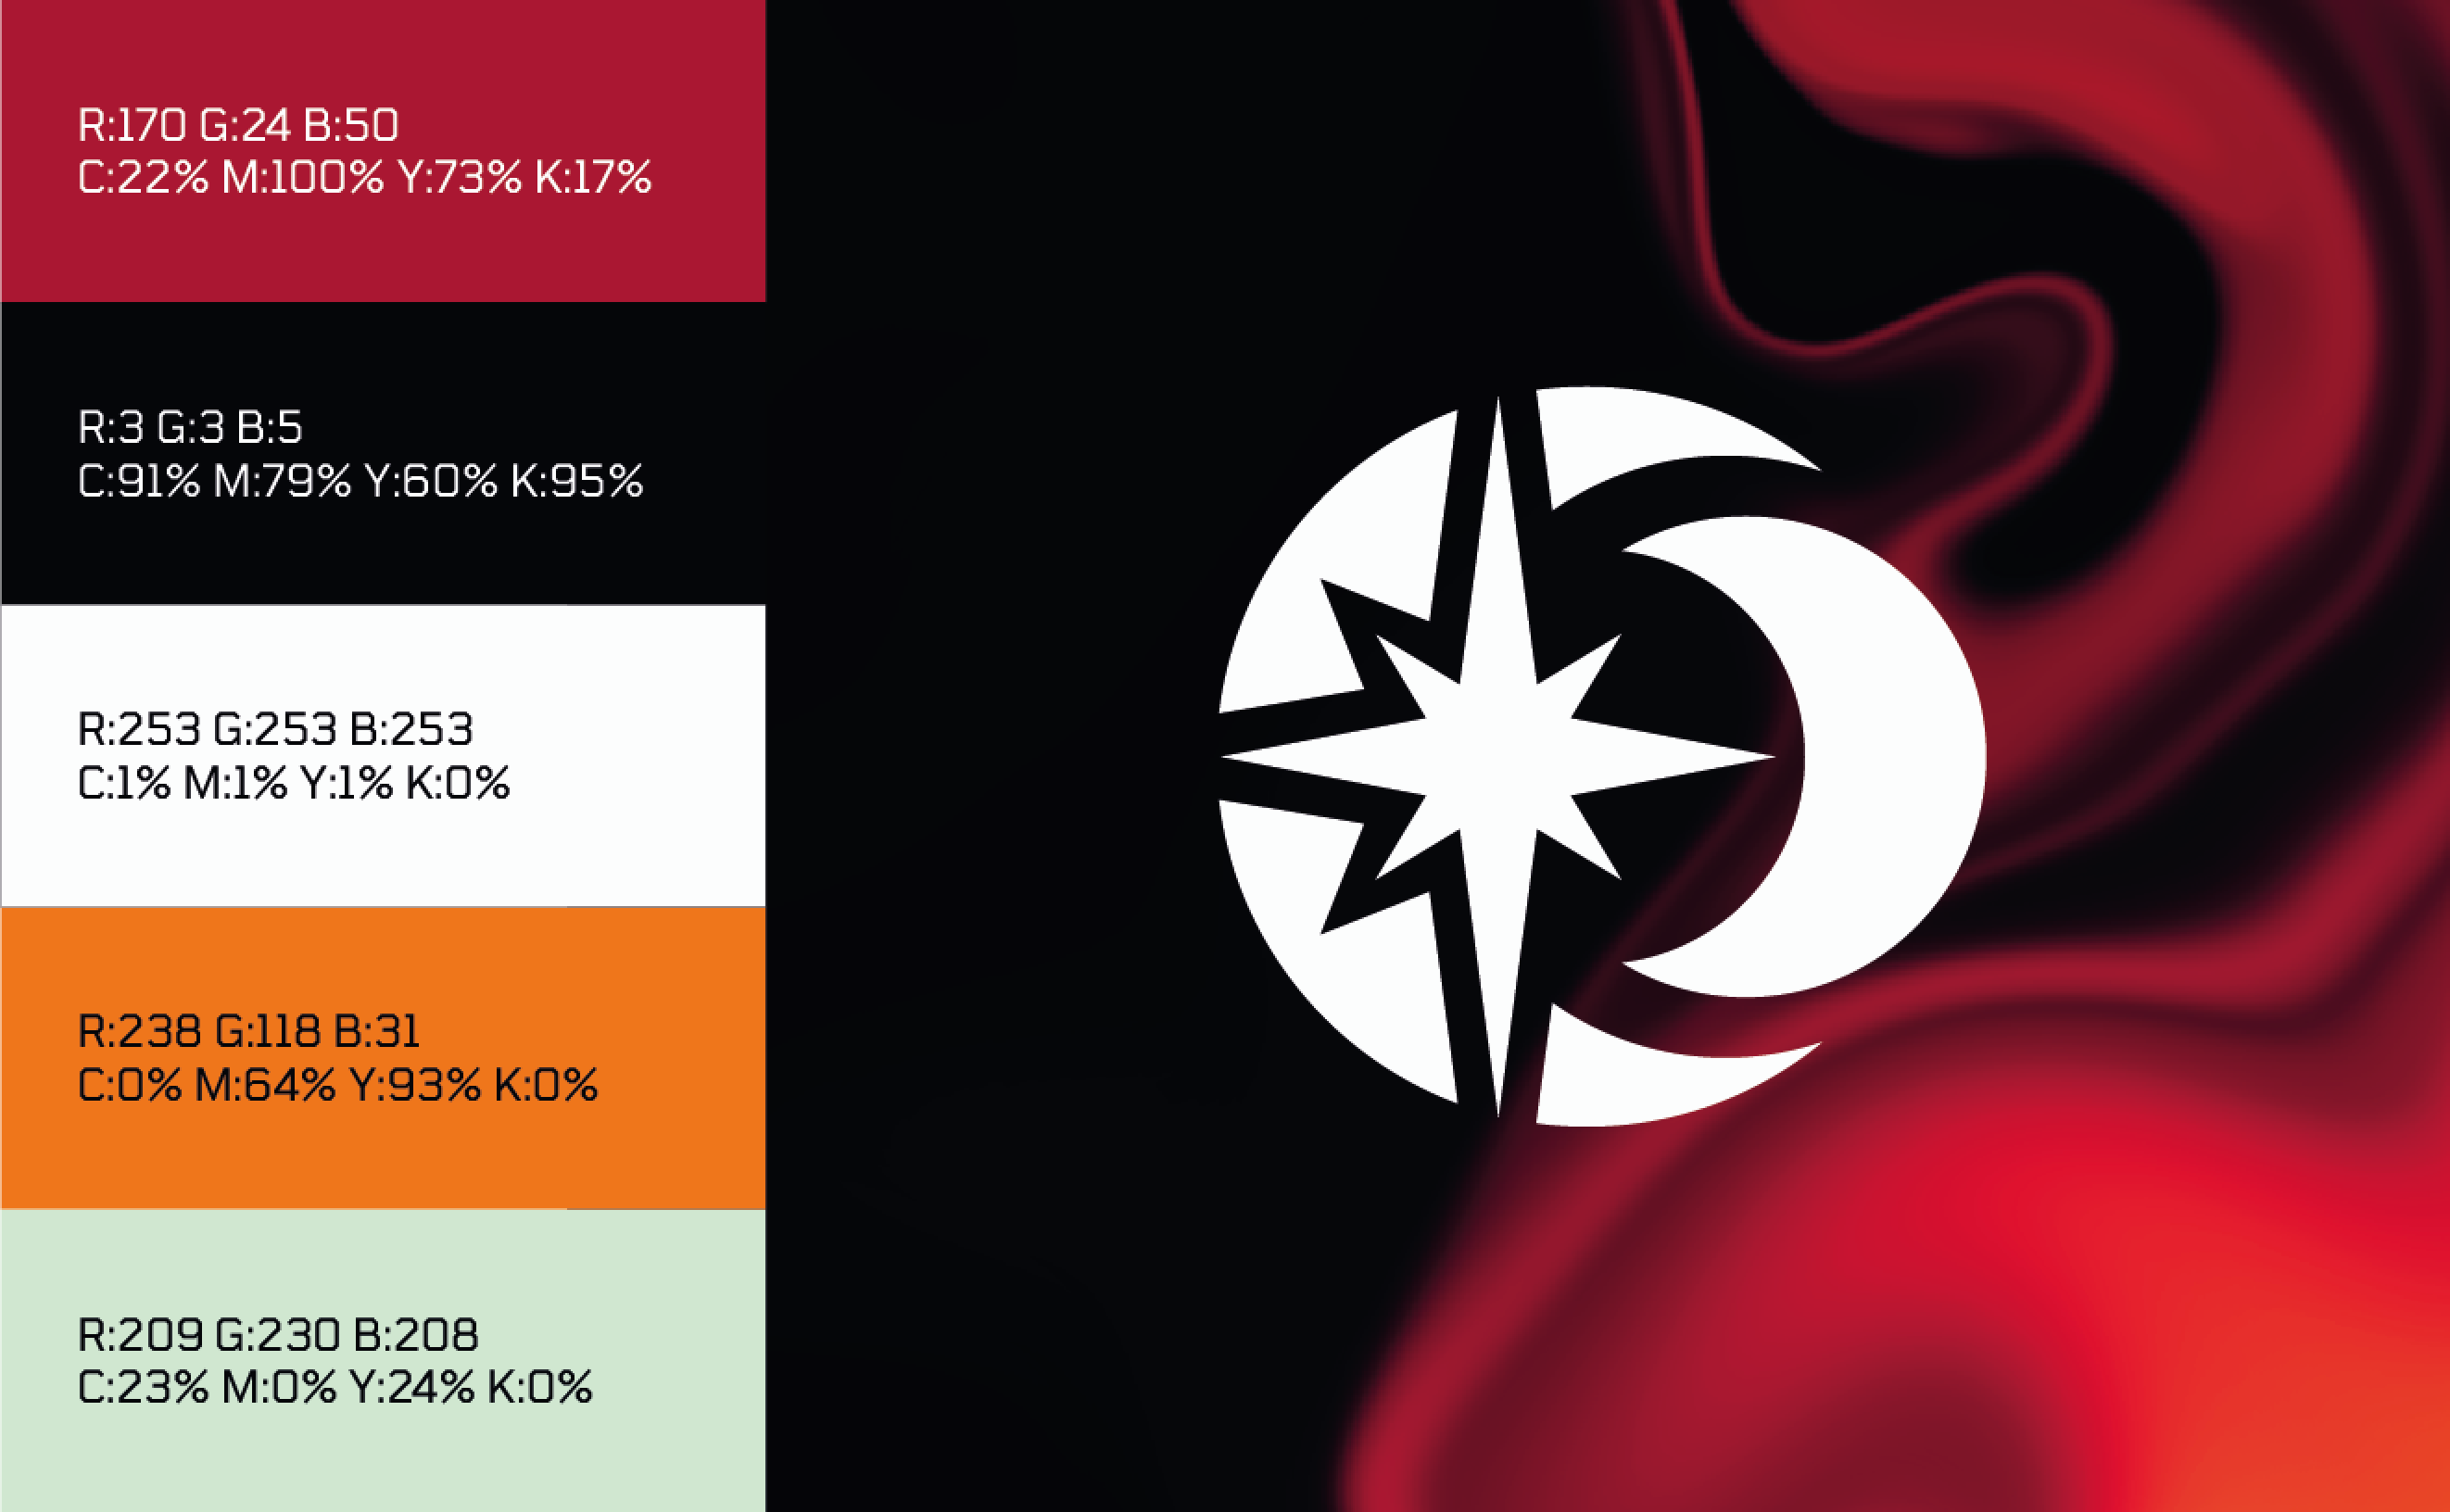 R:170 G:24 B:50
C:22% M:100% Y:73% K:17%
R:3 G:3 B:5
C:91% M:79% Y:60% K:95%
R:253 G:253 B:253
C:1% M:1% Y:1% K:0%
R:238 G:118 B:31
C:0% M:64% Y:93% K:0%
R:209 G:230 B:208
C:23% M:0% Y:24% K:0%